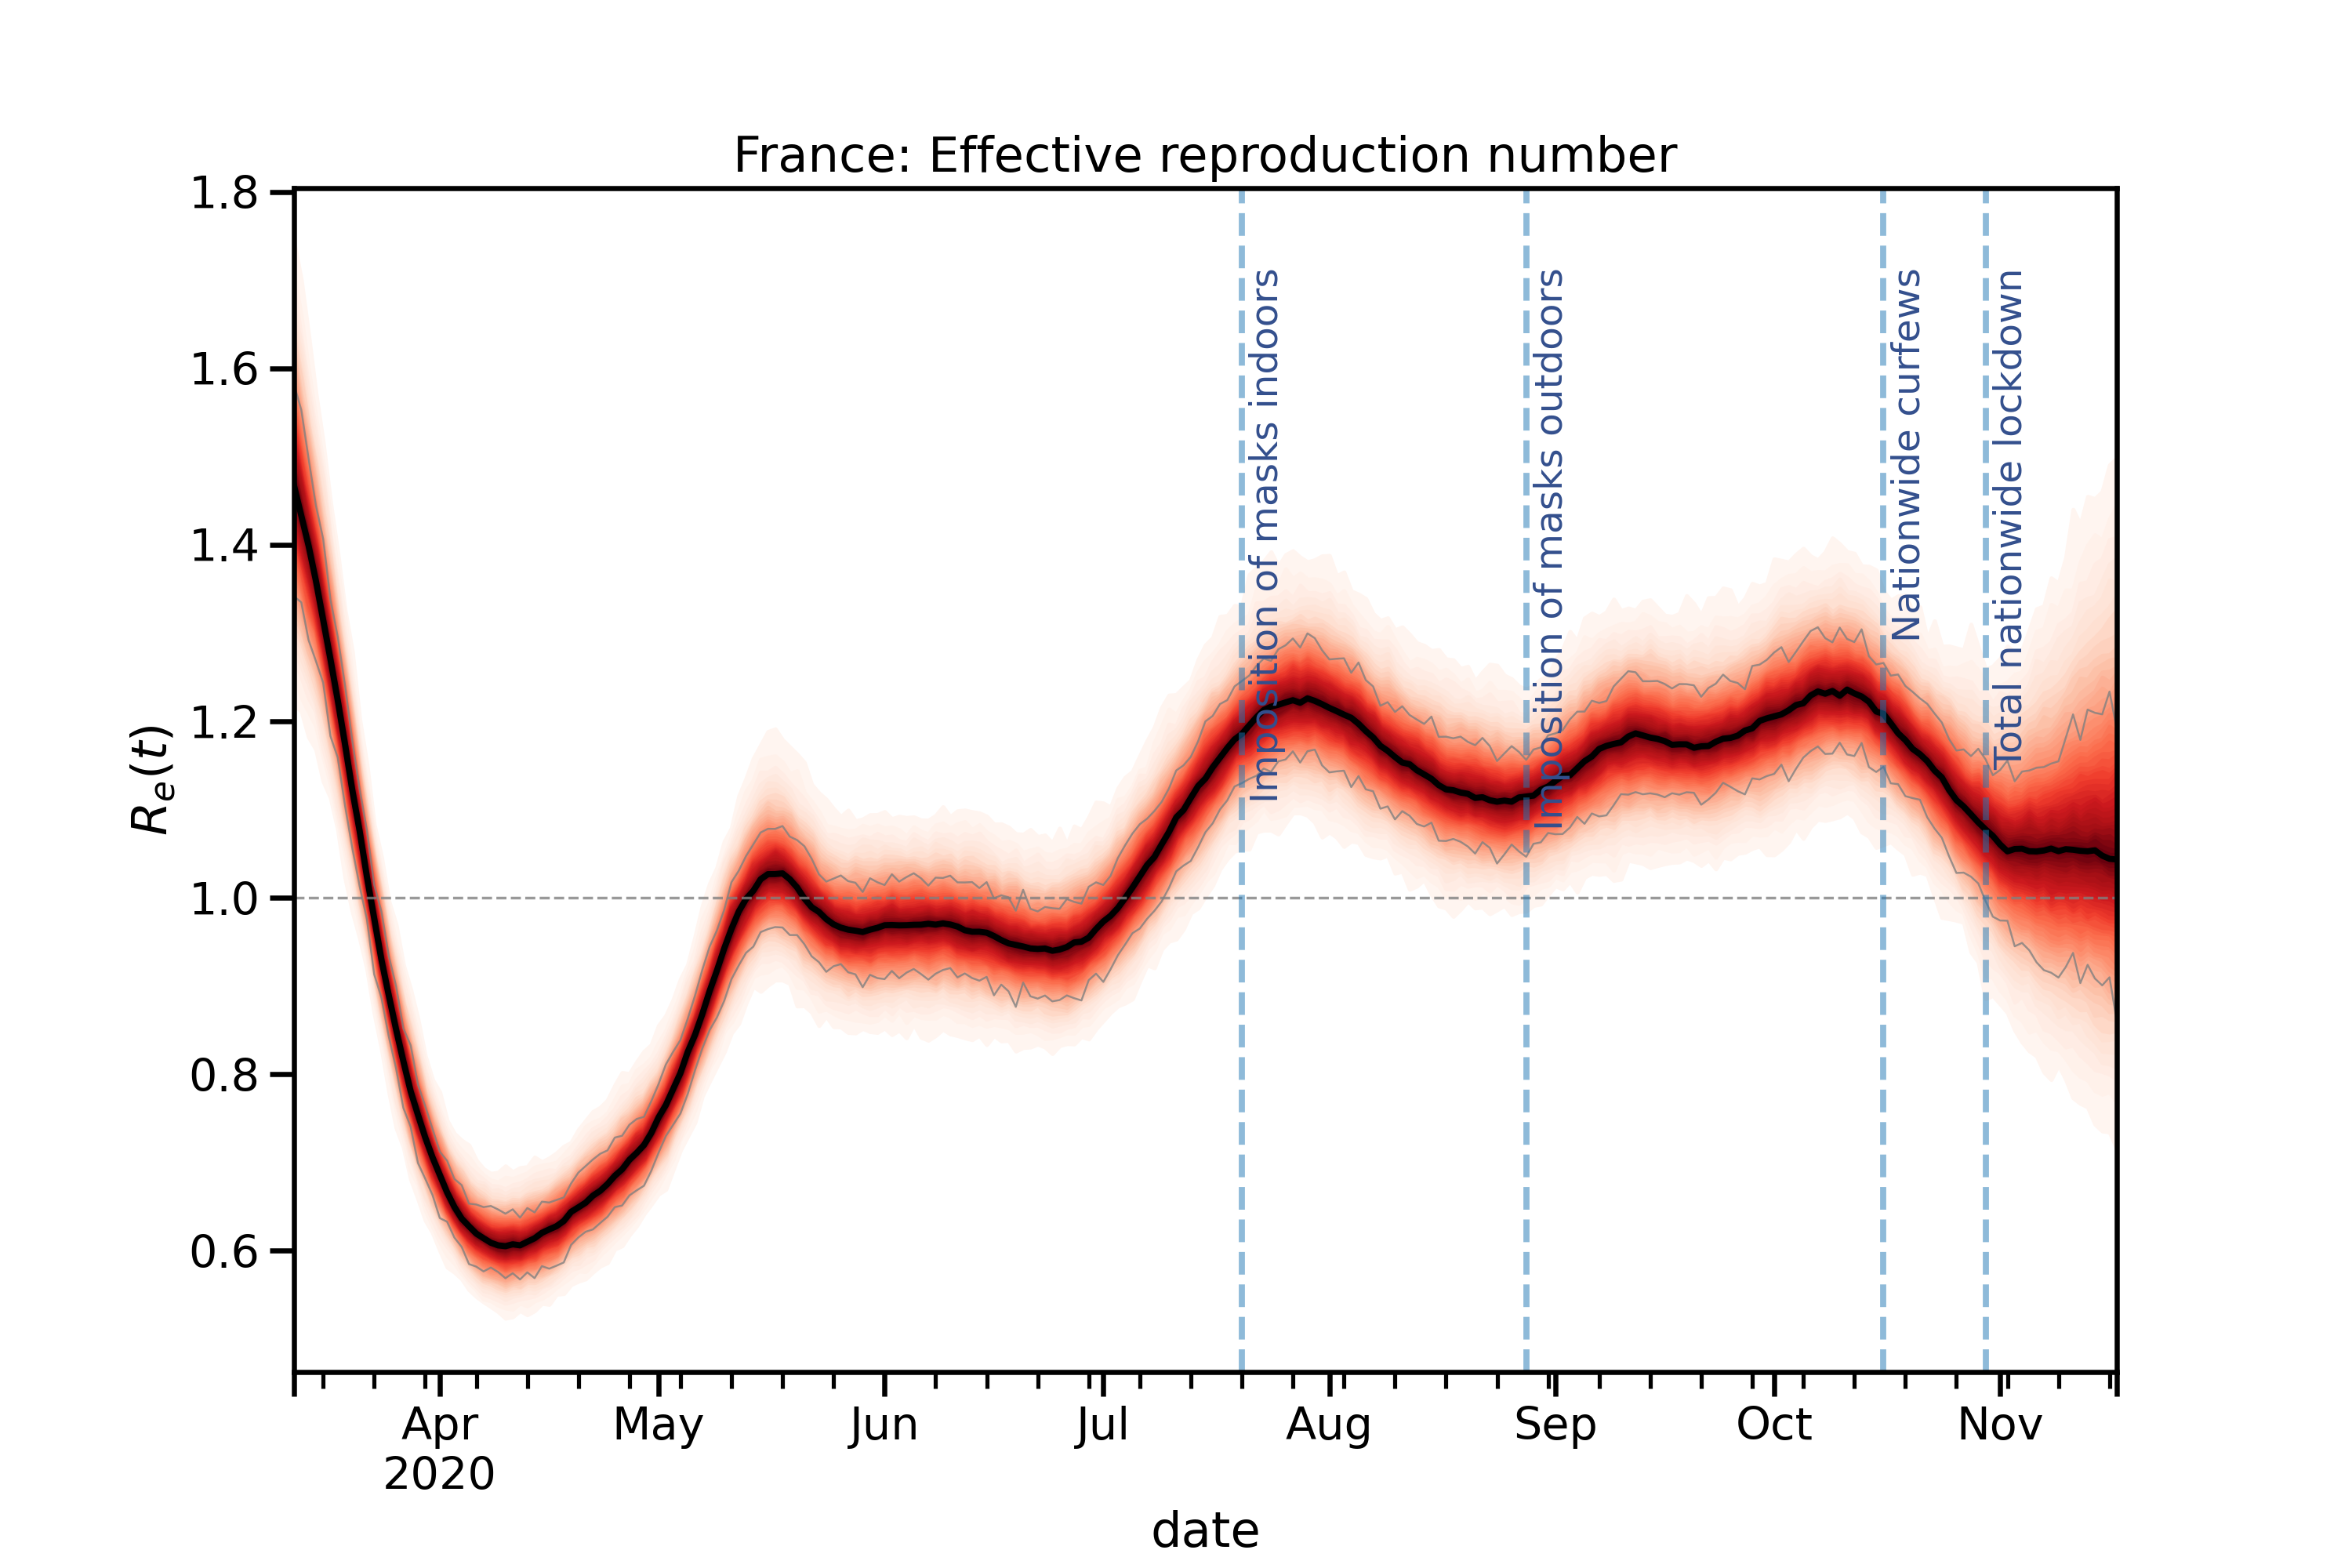 France: Effective reproduction number
1.8
1.6
1.4
1.2
1.0
0.8
0.6
Re(t)
Imposition of masks indoors
Imposition of masks outdoors
Nationwide curfews
Total nationwide lockdown
Apr May Jun Jul Aug Sep Oct Nov
2020
date